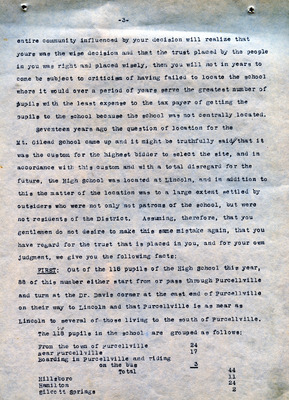 -3-
entire community influenced by your decision will realize that
yours was the wise decision and that the trust placed by the people
in you was right and placed wisely, then you will not in years to
come be subject to criticism of having failed to locate the school
where it would over a period of years serve the greatest number of
pupils with the least expense to the tax payer of getting the
pupils to the school because the school was not centrally located.
Seventeen years ago the question of location for the
Mt. Gilead School came up and it might be truthfully said that it
was the custom for the highest bidder to select the site, and in
accordance with this custom and with a total disregard for the
future, the High School was located at Lincoln, and in addition to
this the matter of the location was to a large extent settled by
outsiders who were not only not patrons of the school, but were
not residents of the District. Assuming, therefore, that you
gentlemen do not desire to make this same mistake again, that you
have regard for the trust that is placed in you, and for your own
judgment, we give you the following facts:
FIRST: Out of the 118 pupils of the High School this year,
88 of this number either start from or pass through Purcellville
and turn at the Dr. Davis corner at the east end of Purcellville
on their way to Lincoln and that Purcellville is as near as
Lincoln to several of those living to the south of Purcellville.
The 118 pupils in the school are grouped as follows:
From the town of Purcellville 24
Near Purcellville 17
Boarding in Purcellville and riding
on the bus 3
Total 44
Hillsboro 11
Hamilton 24
Silcott Springs 2